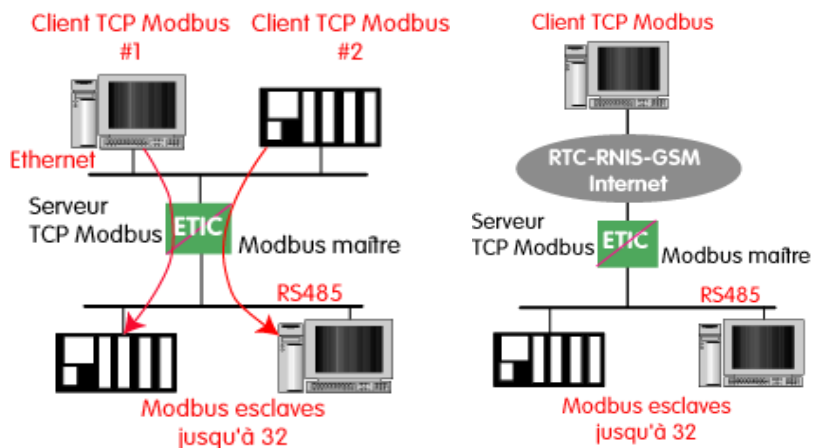 Client TCP Modbus
#1
Client TCP Modbus
#2
Ethernet
Serveur
TCP Modbus
ETIC
Modbus maître
RS485
Modbus esclaves
jusqu'à 32
Client TCP Modbus
RTC-RNIS-GSM
Internet
Serveur
TCP Modbus
ETIC
Modbus maître
RS485
Modbus esclaves
jusqu'à 32